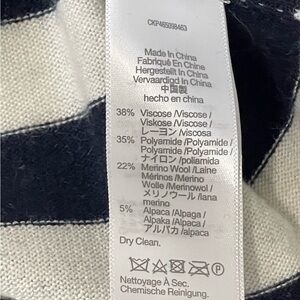 CKP465098463
Made In China
Fabriqué En Chine
Hergestellt In China
Vervaardigd In China
中国製
hecho en china
38% Viscose /Viscose /
Viskose /Viscose /
レーヨン /viscosa
35% Polyamide /Polyamide /
Polyamide /Polyamide /
ナイロン /poliamida
22% Merino Wool /Laine
Mérinos /Merino
Wolle /Merinowol /
メリノウール /lana
merino
5% Alpaca /Alpaga /
Alpaka /Alpaca /
アルパカ /alpaca
Dry Clean.
P
Nettoyage À Sec.
Chemische Reinigung.